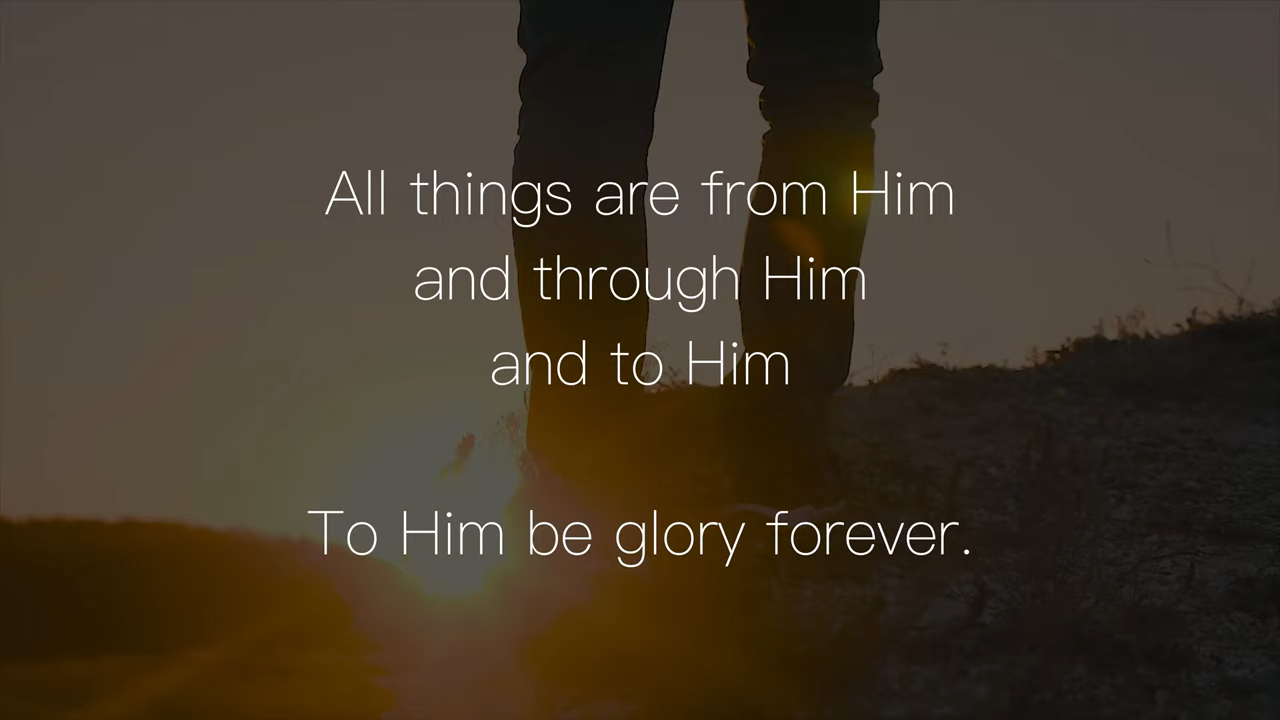 All things are from Him
and through Him
and to Him
To Him be glory forever.